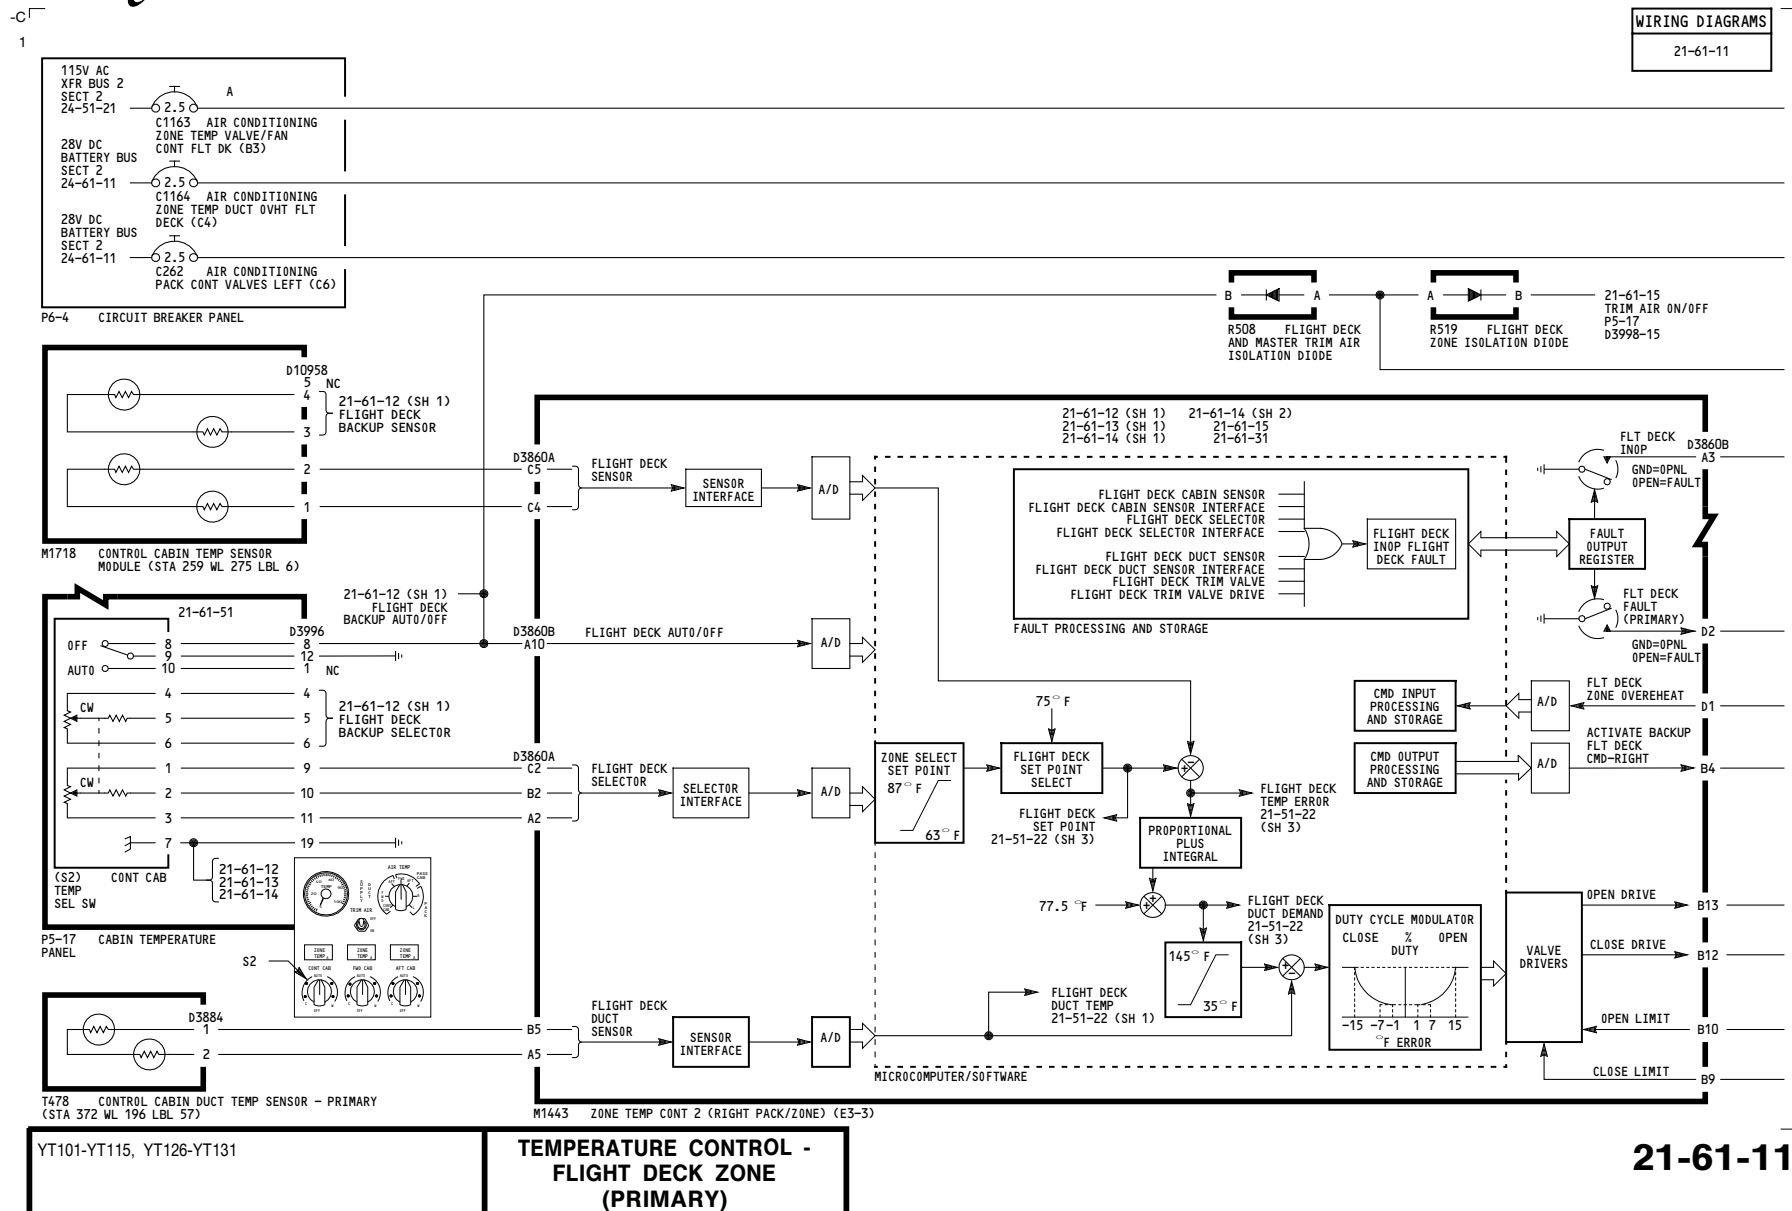 -C
1
WIRING DIAGRAMS
21-61-11
115V AC
XFR BUS 2
SECT 2
24-51-21
2.5
A
C1163 AIR CONDITIONING
ZONE TEMP VALVE/FAN
CONT FLT DK (B3)
28V DC
BATTERY BUS
SECT 2
24-61-11
2.5
C1164 AIR CONDITIONING
ZONE TEMP DUCT OVHT FLT
DECK (C4)
28V DC
BATTERY BUS
SECT 2
24-61-11
2.5
C262 AIR CONDITIONING
PACK CONT VALVES LEFT (C6)
P6-4 CIRCUIT BREAKER PANEL
B
A
R508 FLIGHT DECK
AND MASTER TRIM AIR
ISOLATION DIODE
A
B
R519 FLIGHT DECK
ZONE ISOLATION DIODE
21-61-15
TRIM AIR ON/OFF
P5-17
D3998-15
D10958
5 NC
4
3
2
1
21-61-12 (SH 1)
FLIGHT DECK
BACKUP SENSOR
M1718 CONTROL CABIN TEMP SENSOR
MODULE (STA 259 WL 275 LBL 6)
D3860A
C5
C4
FLIGHT DECK
SENSOR
SENSOR
INTERFACE
A/D
21-61-12 (SH 1) 21-61-14 (SH 2)
21-61-13 (SH 1) 21-61-15
21-61-14 (SH 1) 21-61-31
FLIGHT DECK CABIN SENSOR
FLIGHT DECK CABIN SENSOR INTERFACE
FLIGHT DECK SELECTOR
FLIGHT DECK SELECTOR INTERFACE
FLIGHT DECK DUCT SENSOR
FLIGHT DECK DUCT SENSOR INTERFACE
FLIGHT DECK TRIM VALVE
FLIGHT DECK TRIM VALVE DRIVE
FLIGHT DECK
INOP FLIGHT
DECK FAULT
FAULT PROCESSING AND STORAGE
FAULT
OUTPUT
REGISTER
FLT DECK
INOP
D3860B
A3
GND=OPNL
OPEN=FAULT
FLT DECK
FAULT
(PRIMARY)
D2
GND=OPNL
OPEN=FAULT
21-61-51
OFF
AUTO
8
9
10
D3996
8
12
1 NC
21-61-12 (SH 1)
FLIGHT DECK
BACKUP AUTO/OFF
D3860B
A10
FLIGHT DECK AUTO/OFF
A/D
CW
4
5
6
4
5
6
21-61-12 (SH 1)
FLIGHT DECK
BACKUP SELECTOR
CW
1
2
3
9
10
11
D3860A
C2
B2
A2
FLIGHT DECK
SELECTOR
SELECTOR
INTERFACE
A/D
7
19
21-61-12
21-61-13
21-61-14
(S2)
TEMP
SEL SW
CONT CAB
P5-17 CABIN TEMPERATURE
PANEL
S2
AIR TEMP
PASS
CAB
PACK
SUPPLY
DUCT
TEMP
TRIM AIR
OFF
ON
ZONE
TEMP
ZONE
TEMP
ZONE
TEMP
CONT CAB
FWD CAB
AFT CAB
AUTO
AUTO
AUTO
C
W
C
W
C
W
OFF
OFF
OFF
ZONE SELECT
SET POINT
87° F
63° F
75° F
FLIGHT DECK
SET POINT
SELECT
FLIGHT DECK
SET POINT
21-51-22 (SH 3)
+
-
FLIGHT DECK
TEMP ERROR
21-51-22
(SH 3)
PROPORTIONAL
PLUS
INTEGRAL
77.5 °F
+
+
FLIGHT DECK
DUCT DEMAND
21-51-22
(SH 3)
145° F
35° F
+
-
FLIGHT DECK
DUCT TEMP
21-51-22 (SH 1)
CMD INPUT
PROCESSING
AND STORAGE
A/D
FLT DECK
ZONE OVEREHEAT
D1
CMD OUTPUT
PROCESSING
AND STORAGE
A/D
ACTIVATE BACKUP
FLT DECK
CMD-RIGHT
B4
DUTY CYCLE MODULATOR
CLOSE % OPEN
DUTY
-15 -7 -1 1 7 15
°F ERROR
VALVE
DRIVERS
OPEN DRIVE
B13
CLOSE DRIVE
B12
OPEN LIMIT
B10
CLOSE LIMIT
B9
D3884
1
2
B5
A5
FLIGHT DECK
DUCT
SENSOR
SENSOR
INTERFACE
A/D
MICROCOMPUTER/SOFTWARE
T478 CONTROL CABIN DUCT TEMP SENSOR - PRIMARY
(STA 372 WL 196 LBL 57)
M1443 ZONE TEMP CONT 2 (RIGHT PACK/ZONE) (E3-3)
YT101-YT115, YT126-YT131
TEMPERATURE CONTROL -
FLIGHT DECK ZONE
(PRIMARY)
21-61-11